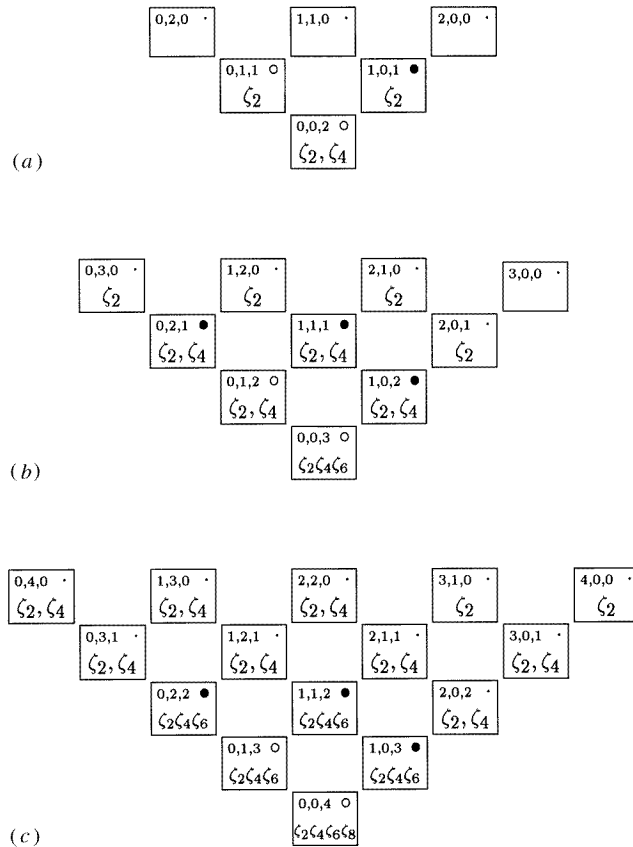 0,2,0 · 1,1,0 · 2,0,0 ·
0,1,1 ○ 1,0,1 ●
ζ₂ ζ₂
0,0,2 ○
ζ₂, ζ₄
(a)
0,3,0 · 1,2,0 · 2,1,0 · 3,0,0 ·
ζ₂ ζ₂ ζ₂
0,2,1 ● 1,1,1 ● 2,0,1 ·
ζ₂, ζ₄ ζ₂, ζ₄ ζ₂
0,1,2 ○ 1,0,2 ●
ζ₂, ζ₄ ζ₂, ζ₄
0,0,3 ○
ζ₂ζ₄ζ₆
(b)
0,4,0 · 1,3,0 · 2,2,0 · 3,1,0 · 4,0,0 ·
ζ₂, ζ₄ ζ₂, ζ₄ ζ₂, ζ₄ ζ₂ ζ₂
0,3,1 · 1,2,1 · 2,1,1 · 3,0,1 ·
ζ₂, ζ₄ ζ₂, ζ₄ ζ₂, ζ₄ ζ₂, ζ₄
0,2,2 ● 1,1,2 ● 2,0,2 ·
ζ₂ζ₄ζ₆ ζ₂ζ₄ζ₆ ζ₂, ζ₄
0,1,3 ○ 1,0,3 ●
ζ₂ζ₄ζ₆ ζ₂ζ₄ζ₆
0,0,4 ○
ζ₂ζ₄ζ₆ζ₈
(c)